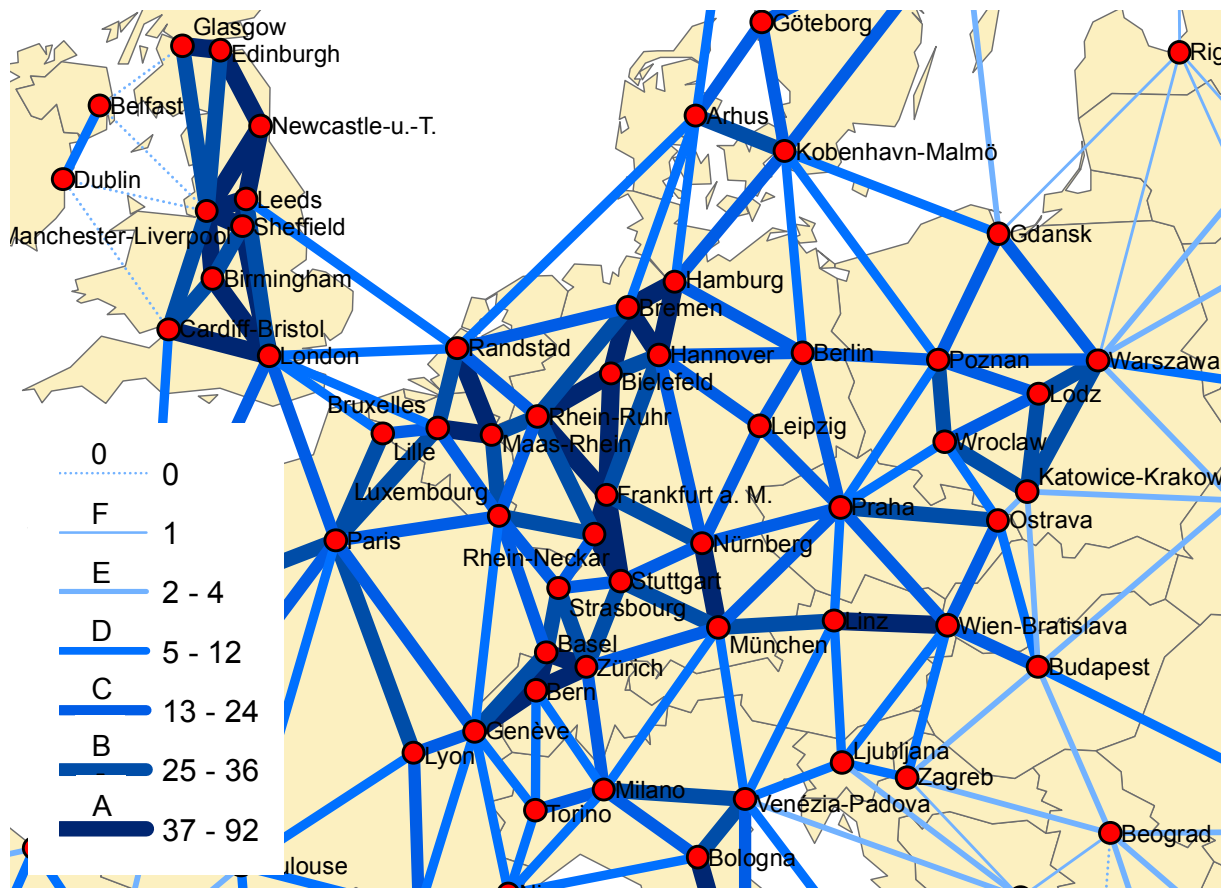 Glasgow
Edinburgh
Göteborg
Belfast
Arhus
Newcastle-u.-T.
Kobenhavn-Malmö
Dublin
Leeds
Manchester-Liverpool
Sheffield
Gdansk
Birmingham
Hamburg
Bremen
Cardiff-Bristol
London
Randstad
Hannover
Berlin
Poznan
Warszawa
Bielefeld
Lodz
Bruxelles
Rhein-Ruhr
Leipzig
Lille
Maas-Rhein
Wroclaw
Katowice-Krakow
Luxembourg
Frankfurt a. M.
Praha
Ostrava
Paris
Nürnberg
Rhein-Neckar
Stuttgart
Strasbourg
Linz
Wien-Bratislava
München
Basel
Zürich
Budapest
Bern
Genève
Lyon
Ljubljana
Zagreb
Milano
Venezia-Padova
Torino
Beograd
Bologna
ulouse
0
0
F
1
E
2 - 4
D
5 - 12
C
13 - 24
B
25 - 36
A
37 - 92